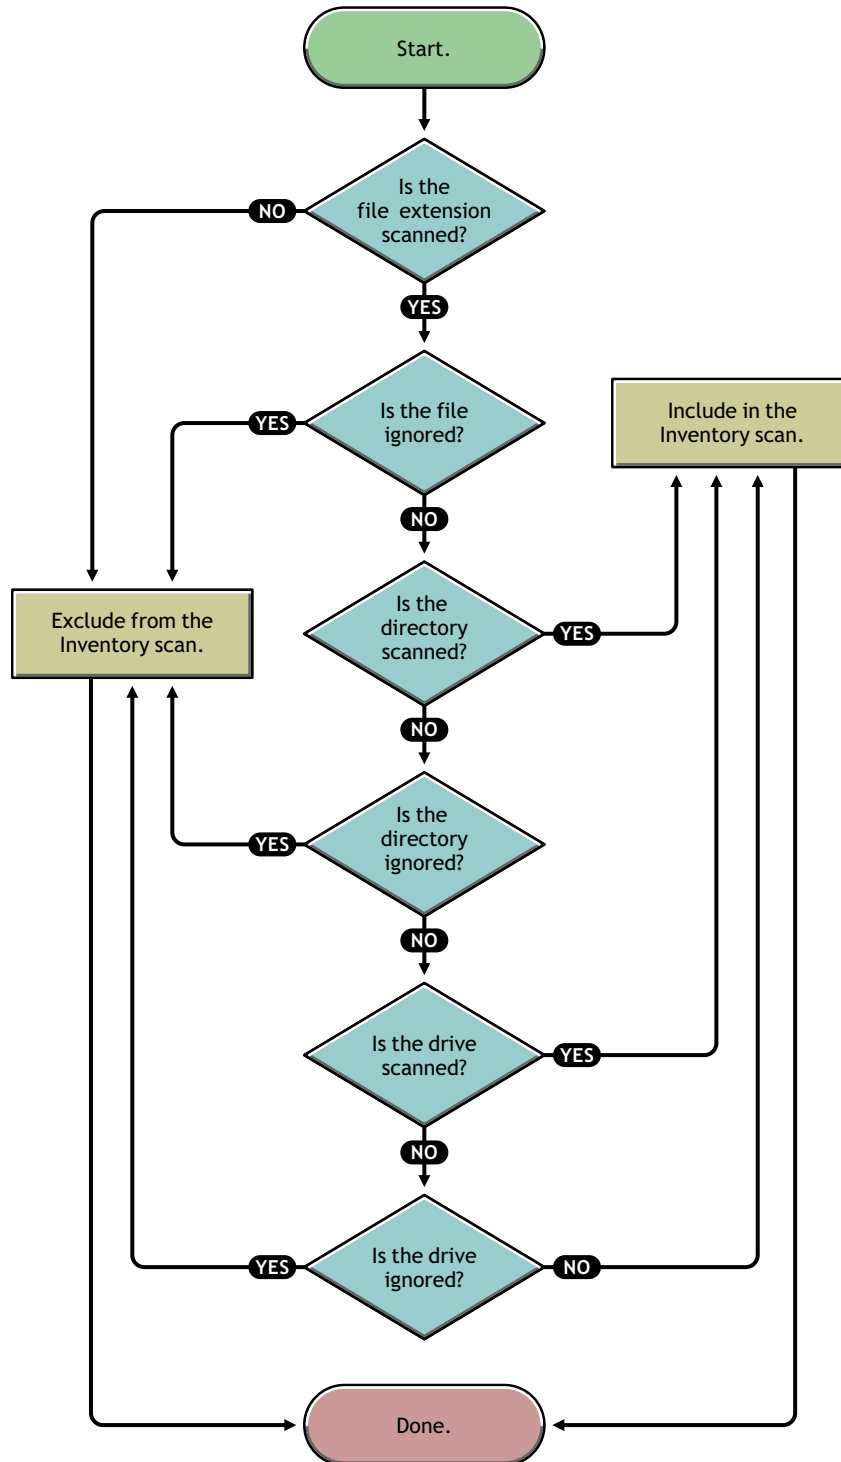 Start.
Is the
file extension
scanned?
NO
YES
Is the file
ignored?
YES
NO
Include in the
Inventory scan.
Is the
directory
scanned?
YES
NO
Exclude from the
Inventory scan.
Is the
directory
ignored?
YES
NO
Is the drive
scanned?
YES
NO
Is the drive
ignored?
YES
NO
Done.